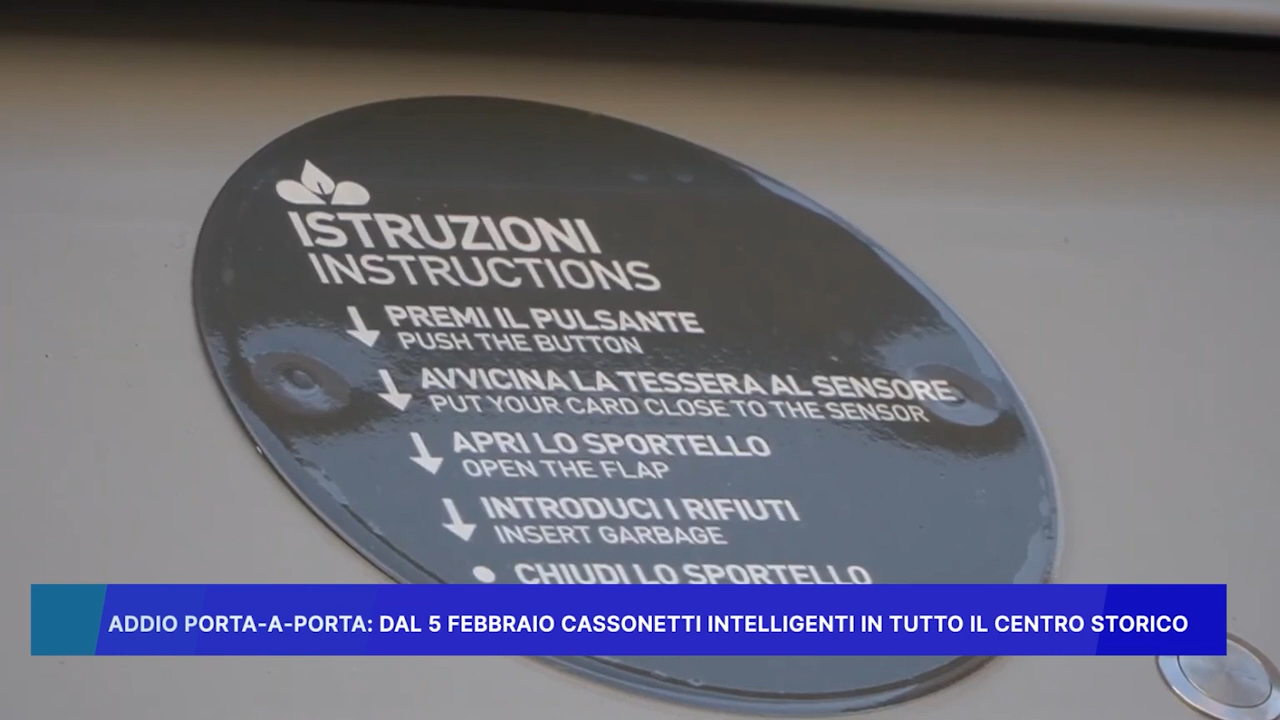 ISTRUZIONI
INSTRUCTIONS
PREMI IL PULSANTE
PUSH THE BUTTON
AVVICINA LA TESSERA AL SENSORE
PUT YOUR CARD CLOSE TO THE SENSOR
APRI LO SPORTELLO
OPEN THE FLAP
INTRODUCI I RIFIUTI
INSERT GARBAGE
CHIUDI LO SPORTELLO
ADDIO PORTA-A-PORTA: DAL 5 FEBBRAIO CASSONETTI INTELLIGENTI IN TUTTO IL CENTRO STORICO